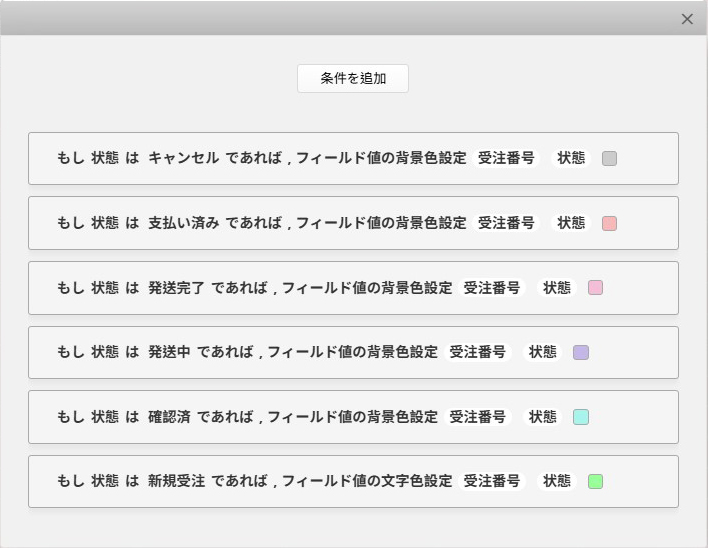 条件を追加
もし 状態 は キャンセル であれば , フィールド値の背景色設定 受注番号 状態
もし 状態 は 支払い済み であれば , フィールド値の背景色設定 受注番号 状態
もし 状態 は 発送完了 であれば , フィールド値の背景色設定 受注番号 状態
もし 状態 は 発送中 であれば , フィールド値の背景色設定 受注番号 状態
もし 状態 は 確認済 であれば , フィールド値の背景色設定 受注番号 状態
もし 状態 は 新規受注 であれば , フィールド値の文字色設定 受注番号 状態